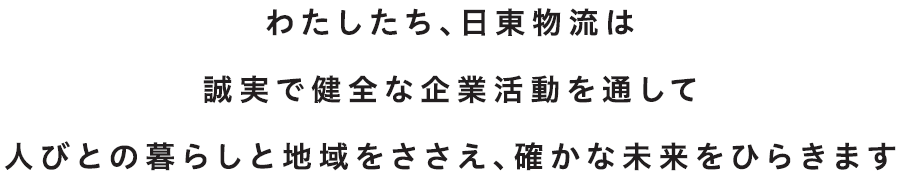 わたしたち、日東物流は
誠実で健全な企業活動を通して
人びとの暮らしと地域をささえ、確かな未来をひらきます